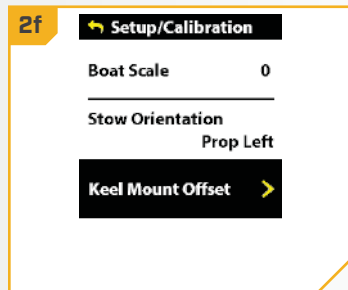 2f
Setup/Calibration
Boat Scale 0
Stow Orientation
Prop Left
Keel Mount Offset